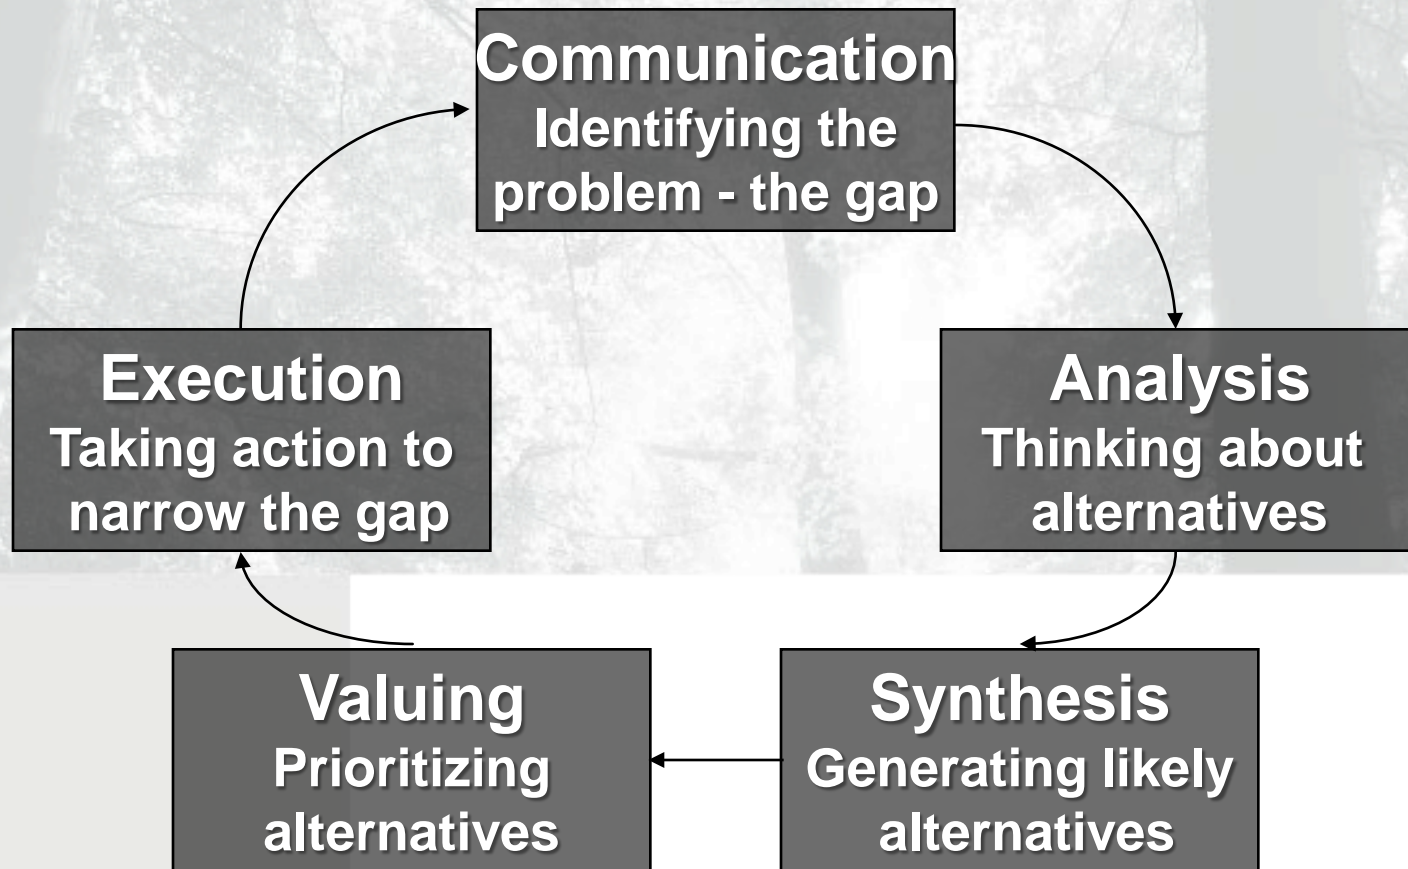 Communication
Identifying the
problem - the gap
Analysis
Thinking about
alternatives
Synthesis
Generating likely
alternatives
Valuing
Prioritizing
alternatives
Execution
Taking action to
narrow the gap